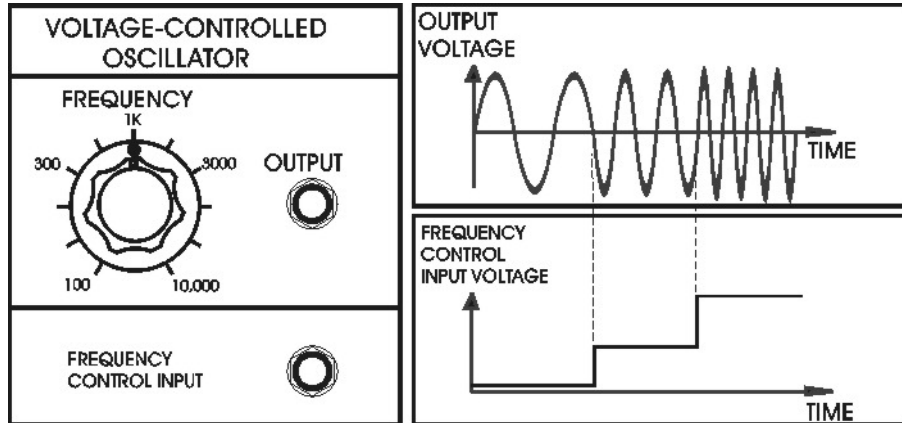 VOLTAGE-CONTROLLED
OSCILLATOR
FREQUENCY
1K
300
3000
100
10,000
OUTPUT
FREQUENCY
CONTROL INPUT
OUTPUT
VOLTAGE
TIME
FREQUENCY
CONTROL
INPUT VOLTAGE
TIME